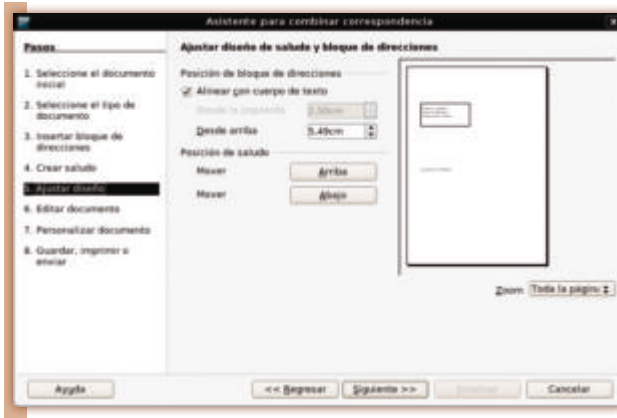 Asistente para combinar correspondencia
Pasos
1. Seleccione el documento
inicial
2. Seleccione el tipo de
documento
3. Insertar bloque de
direcciones
4. Crear saludo
5. Ajustar diseño
6. Editar documento
7. Personalizar documento
8. Guardar, imprimir o
enviar
Ajustar diseño de saludo y bloque de direcciones
Posición de bloque de direcciones
Alinear con cuerpo de texto
Desde la izquierda
Desde arriba 5.49cm
Posición de saludo
Mover Arriba
Mover Abajo
Zoom Toda la página
Ayuda << Regresar Siguiente >> Cancelar